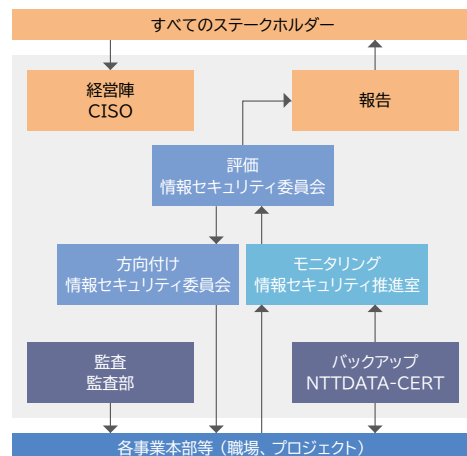 すべてのステークホルダー
経営陣
CISO
報告
評価
情報セキュリティ委員会
方向付け
情報セキュリティ委員会
モニタリング
情報セキュリティ推進室
監査
監査部
バックアップ
NTTDATA-CERT
各事業本部等（職場、プロジェクト）